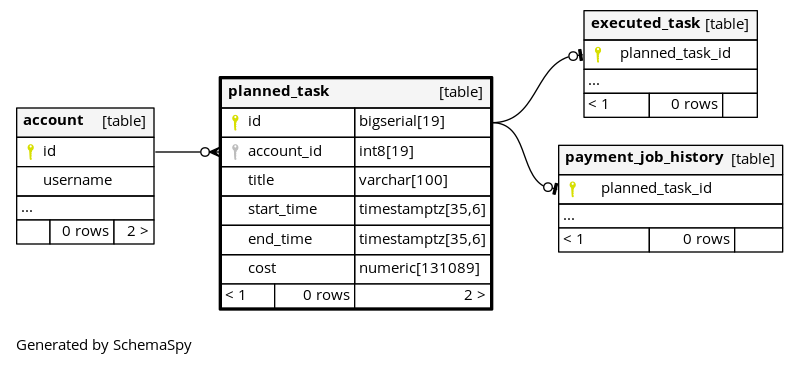 executed_task [table]
planned_task_id
...
< 1 0 rows
planned_task [table]
id bigserial[19]
account_id int8[19]
title varchar[100]
start_time timestamptz[35,6]
end_time timestamptz[35,6]
cost numeric[131089]
< 1 0 rows 2 >
account [table]
id
username
...
0 rows 2 >
payment_job_history [table]
planned_task_id
...
< 1 0 rows
Generated by SchemaSpy